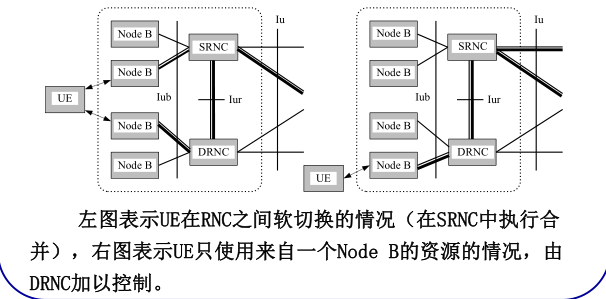 Iu
Iu
Node B
SRNC
Node B
SRNC
Node B
Node B
UE
Iub
Iur
Iub
Iur
Node B
Node B
Node B
DRNC
Node B
DRNC
UE
左图表示UE在RNC之间软切换的情况（在SRNC中执行合
并），右图表示UE只使用来自一个Node B的资源的情况，由
DRNC加以控制。